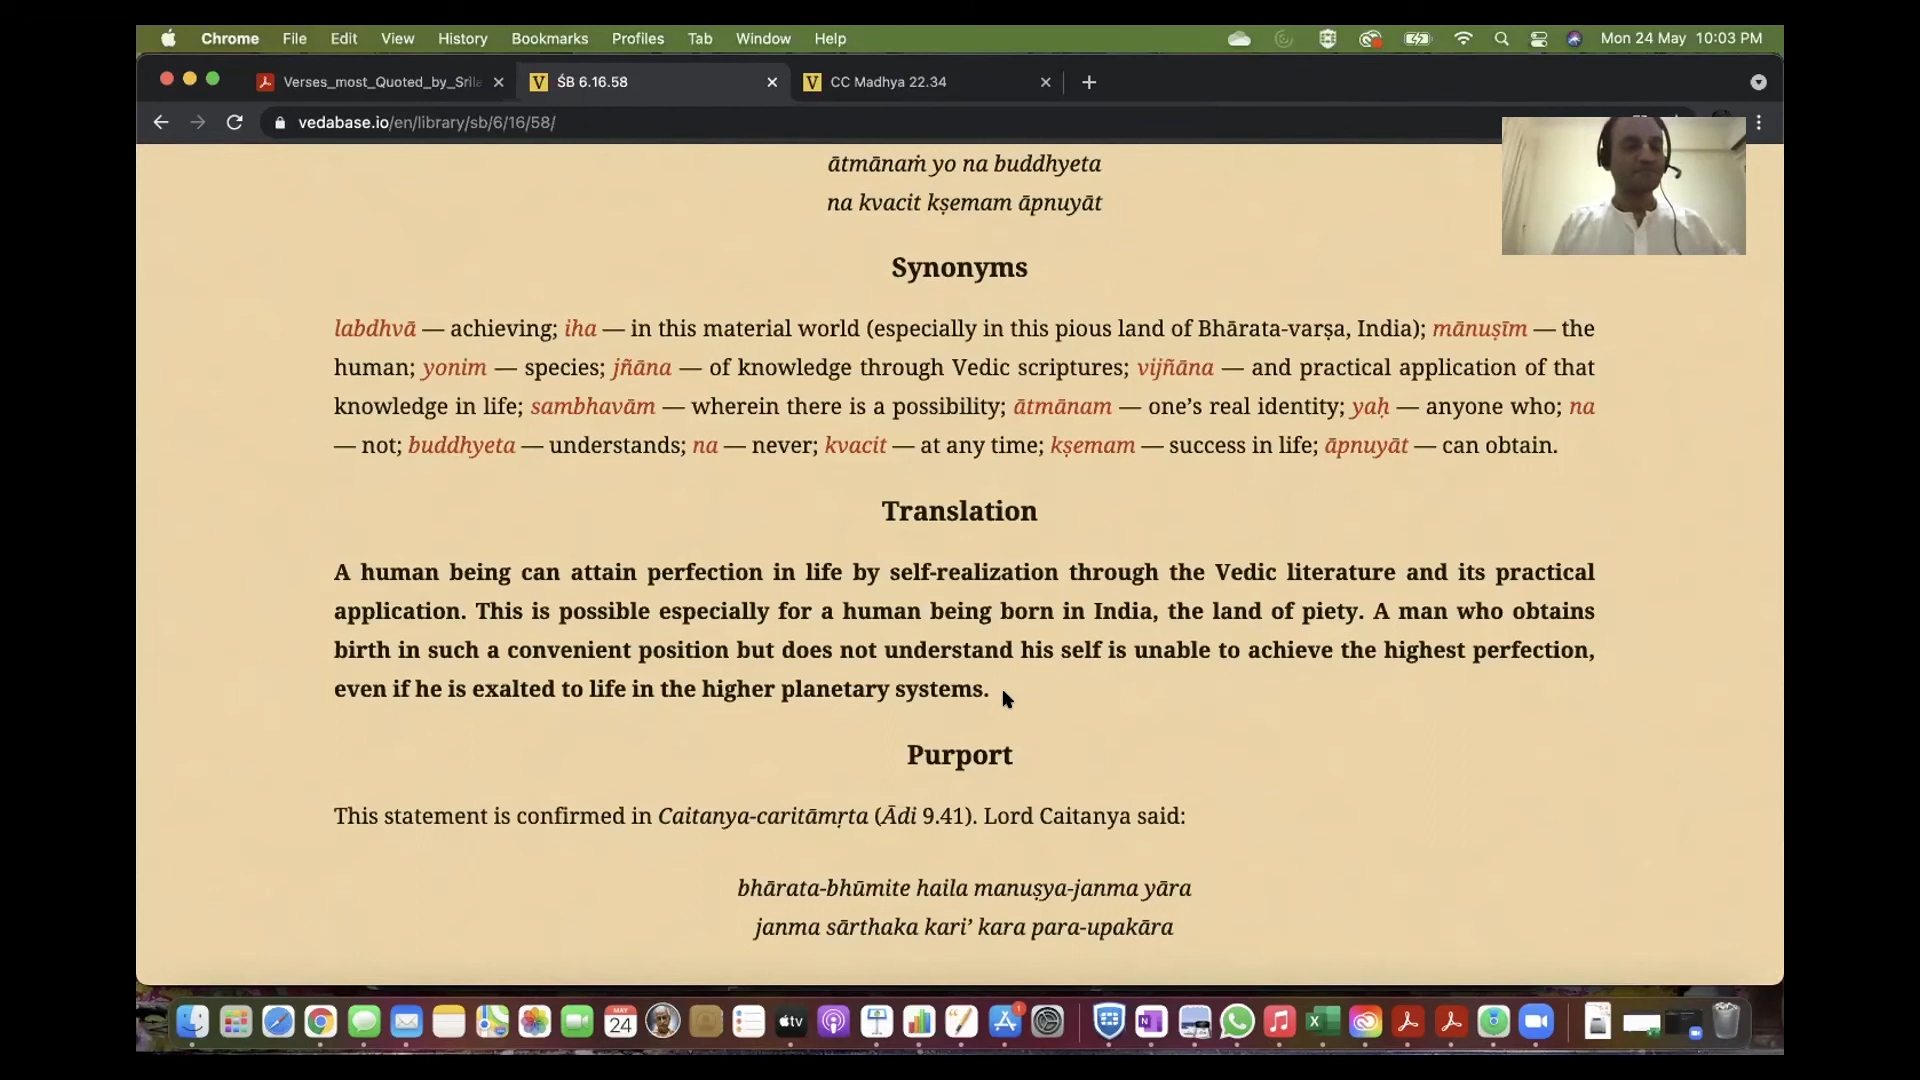 Chrome File Edit View History Bookmarks Profiles Tab Window Help Mon 24 May 10:03 PM
Verses_most_Quoted_by_Srila ŚB 6.16.58 CC Madhya 22.34
vedabase.io/en/library/sb/6/16/58/
ātmānaṁ yo na buddhyeta
na kvacit kṣemam āpnuyāt
Synonyms
labdhvā — achieving; iha — in this material world (especially in this pious land of Bhārata-varṣa, India); mānuṣīm — the
human; yonim — species; jñāna — of knowledge through Vedic scriptures; vijñāna — and practical application of that
knowledge in life; sambhavām — wherein there is a possibility; ātmānam — one’s real identity; yaḥ — anyone who; na
— not; buddhyeta — understands; na — never; kvacit — at any time; kṣemam — success in life; āpnuyāt — can obtain.
Translation
A human being can attain perfection in life by self-realization through the Vedic literature and its practical
application. This is possible especially for a human being born in India, the land of piety. A man who obtains
birth in such a convenient position but does not understand his self is unable to achieve the highest perfection,
even if he is exalted to life in the higher planetary systems.
Purport
This statement is confirmed in Caitanya-caritāmṛta (Ādi 9.41). Lord Caitanya said:
bhārata-bhūmite haila manuṣya-janma yāra
janma sārthaka kari’ kara para-upakāra
MAY
24
tv
1